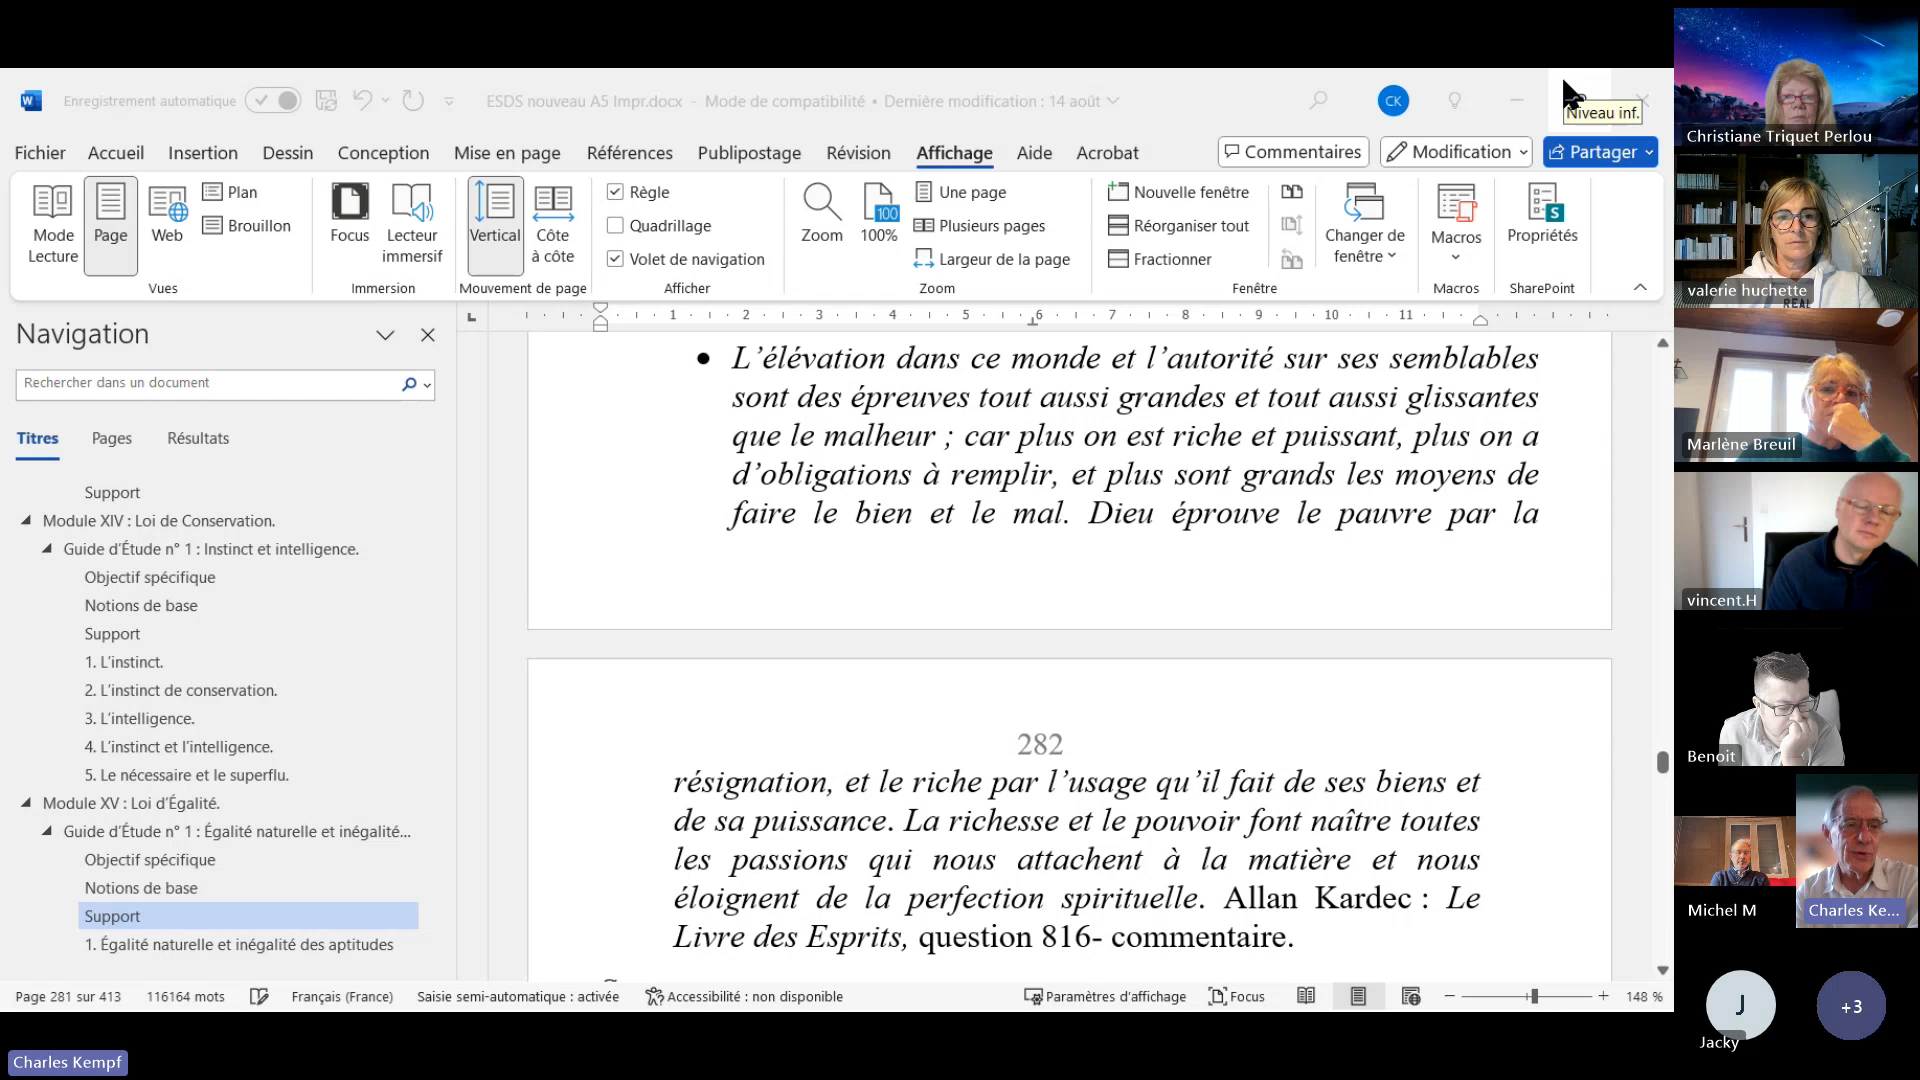 Enregistrement automatique
ESDS nouveau A5 Impr.docx - Mode de compatibilité • Dernière modification : 14 août
CK
Niveau inf.
Fichier Accueil Insertion Dessin Conception Mise en page Références Publipostage Révision Affichage Aide Acrobat
Commentaires Modification Partager
Mode Lecture
Page
Web
Plan
Brouillon
Vues
Focus
Lecteur immersif
Immersion
Vertical
Côte à côte
Mouvement de page
Règle
Quadrillage
Volet de navigation
Afficher
Zoom
100
100%
Une page
Plusieurs pages
Largeur de la page
Zoom
Nouvelle fenêtre
Réorganiser tout
Fractionner
Changer de fenêtre
Fenêtre
Macros
Macros
S
Propriétés
SharePoint
Navigation
Rechercher dans un document
Titres Pages Résultats
Support
Module XIV : Loi de Conservation.
Guide d’Étude n° 1 : Instinct et intelligence.
Objectif spécifique
Notions de base
Support
1. L’instinct.
2. L’instinct de conservation.
3. L’intelligence.
4. L’instinct et l’intelligence.
5. Le nécessaire et le superflu.
Module XV : Loi d’Égalité.
Guide d’Étude n° 1 : Égalité naturelle et inégalité...
Objectif spécifique
Notions de base
Support
1. Égalité naturelle et inégalité des aptitudes
1 2 3 4 5 6 7 8 9 10 11
• L’élévation dans ce monde et l’autorité sur ses semblables
sont des épreuves tout aussi grandes et tout aussi glissantes
que le malheur ; car plus on est riche et puissant, plus on a
d’obligations à remplir, et plus sont grands les moyens de
faire le bien et le mal. Dieu éprouve le pauvre par la
282
résignation, et le riche par l’usage qu’il fait de ses biens et
de sa puissance. La richesse et le pouvoir font naître toutes
les passions qui nous attachent à la matière et nous
éloignent de la perfection spirituelle. Allan Kardec : Le
Livre des Esprits, question 816- commentaire.
Page 281 sur 413 116164 mots Français (France) Saisie semi-automatique : activée Accessibilité : non disponible Paramètres d’affichage Focus 148 %
Charles Kempf
Christiane Triquet Perlou
valerie huchette
REAL
Marlène Breuil
vincent.H
Benoit
Michel M
Charles Ke...
J
Jacky
+3